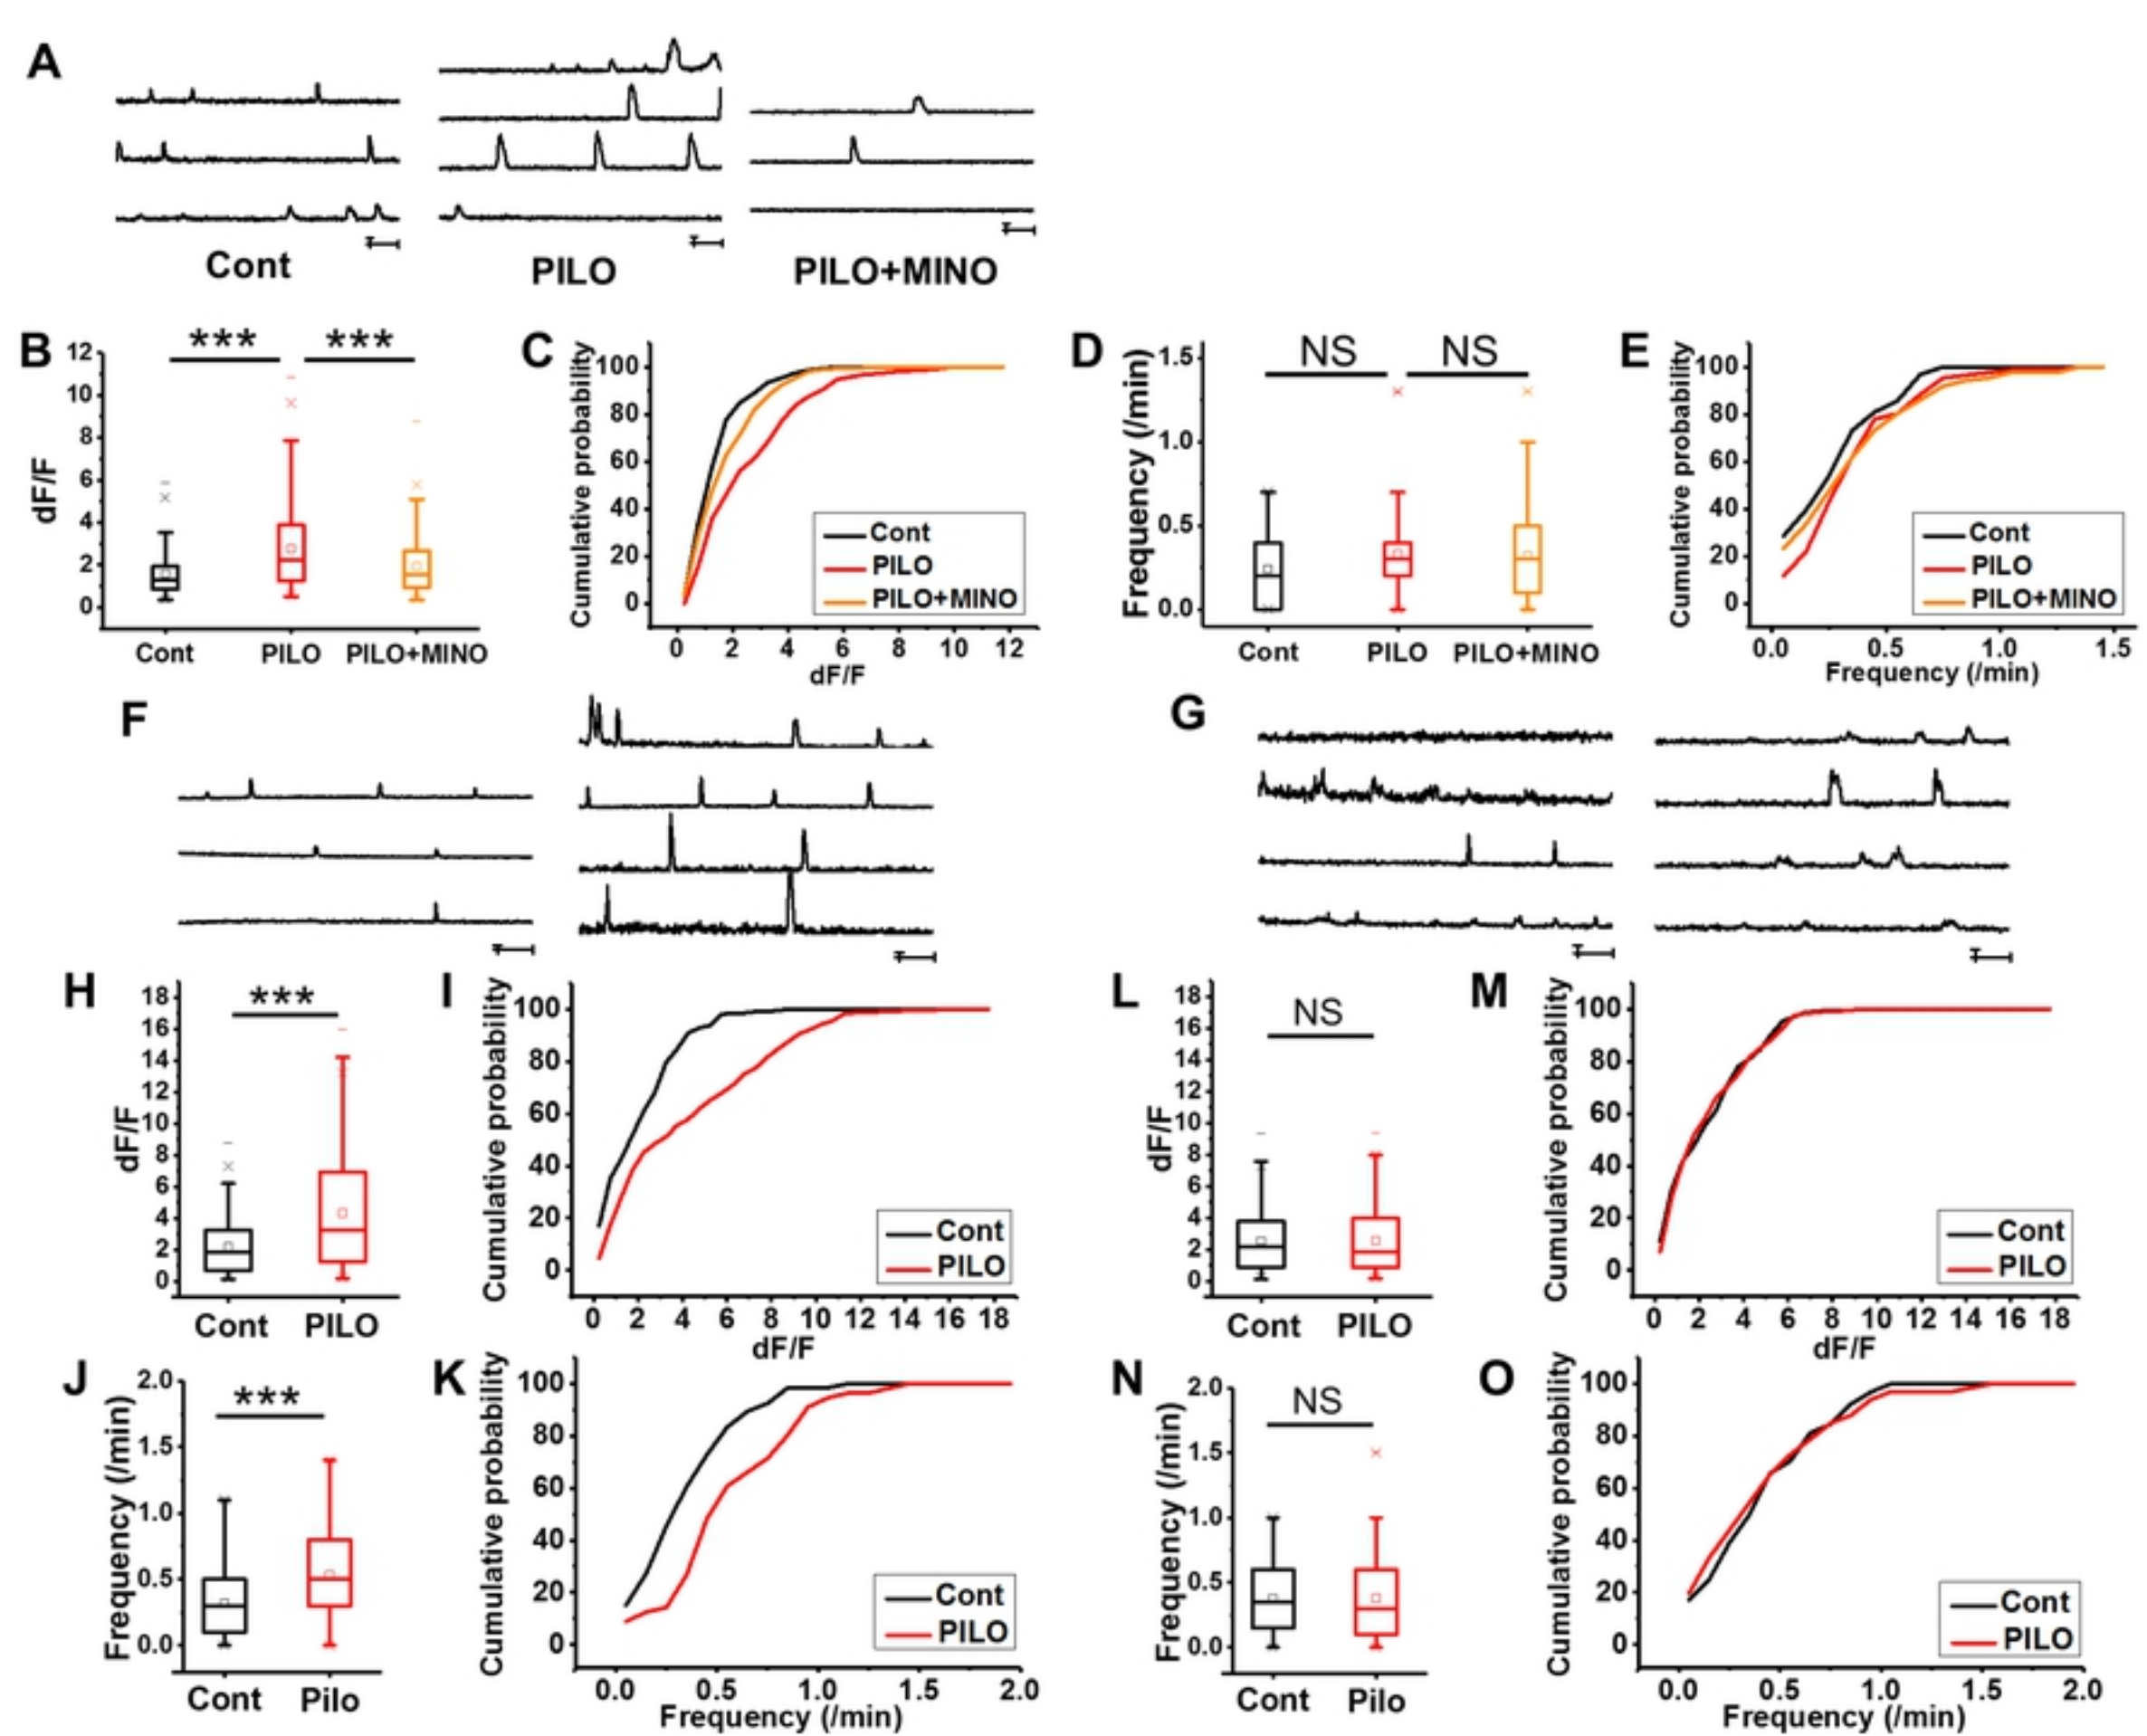 A
Cont
PILO
PILO+MINO
B
*** ***
12
10
8
6
4
2
0
dF/F
Cont PILO PILO+MINO
C
Cumulative probability
100
80
60
40
20
0
Cont
PILO
PILO+MINO
0 2 4 6 8 10 12
dF/F
D
NS NS
Frequency (/min)
1.5
1.0
0.5
0.0
Cont PILO PILO+MINO
E
Cumulative probability
100
80
60
40
20
0
Cont
PILO
PILO+MINO
0.0 0.5 1.0 1.5
Frequency (/min)
F
G
H
***
dF/F
18
16
14
12
10
8
6
4
2
0
Cont PILO
I
Cumulative probability
100
80
60
40
20
0
Cont
PILO
0 2 4 6 8 10 12 14 16 18
dF/F
L
NS
dF/F
18
16
14
12
10
8
6
4
2
0
Cont PILO
M
Cumulative probability
100
80
60
40
20
0
Cont
PILO
0 2 4 6 8 10 12 14 16 18
dF/F
J
***
Frequency (/min)
2.0
1.5
1.0
0.5
0.0
Cont Pilo
K
Cumulative probability
100
80
60
40
20
0
Cont
PILO
0.0 0.5 1.0 1.5 2.0
Frequency (/min)
N
NS
Frequency (/min)
2.0
1.5
1.0
0.5
0.0
Cont Pilo
O
Cumulative probability
100
80
60
40
20
0
Cont
PILO
0.0 0.5 1.0 1.5 2.0
Frequency (/min)